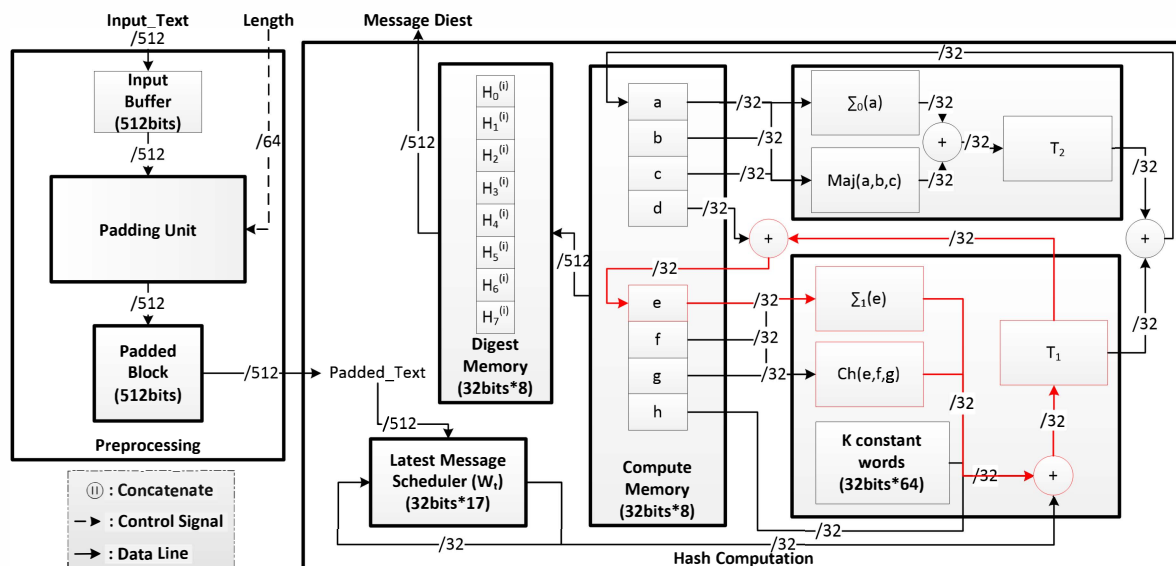 Input_Text
Length
Message Diest
/512
/32
Input
Buffer
(512bits)
/512
/64
Padding Unit
/512
Padded
Block
(512bits)
/512
Preprocessing
Padded_Text
/512
/512
H₀⁽ⁱ⁾
H₁⁽ⁱ⁾
H₂⁽ⁱ⁾
H₃⁽ⁱ⁾
H₄⁽ⁱ⁾
H₅⁽ⁱ⁾
H₆⁽ⁱ⁾
H₇⁽ⁱ⁾
Digest
Memory
(32bits*8)
/512
a
b
c
d
e
f
g
h
Compute
Memory
(32bits*8)
/32
/32
/32
/32
∑₀(a)
Maj(a,b,c)
/32
/32
+
/32
T₂
/32
+
/32
+
/32
/32
/32
/32
/32
∑₁(e)
Ch(e,f,g)
/32
T₁
/32
K constant
words
(32bits*64)
/32
+
/32
Latest Message
Scheduler (Wₜ)
(32bits*17)
/32
/32
Hash Computation
(II) : Concatenate
: Control Signal
: Data Line